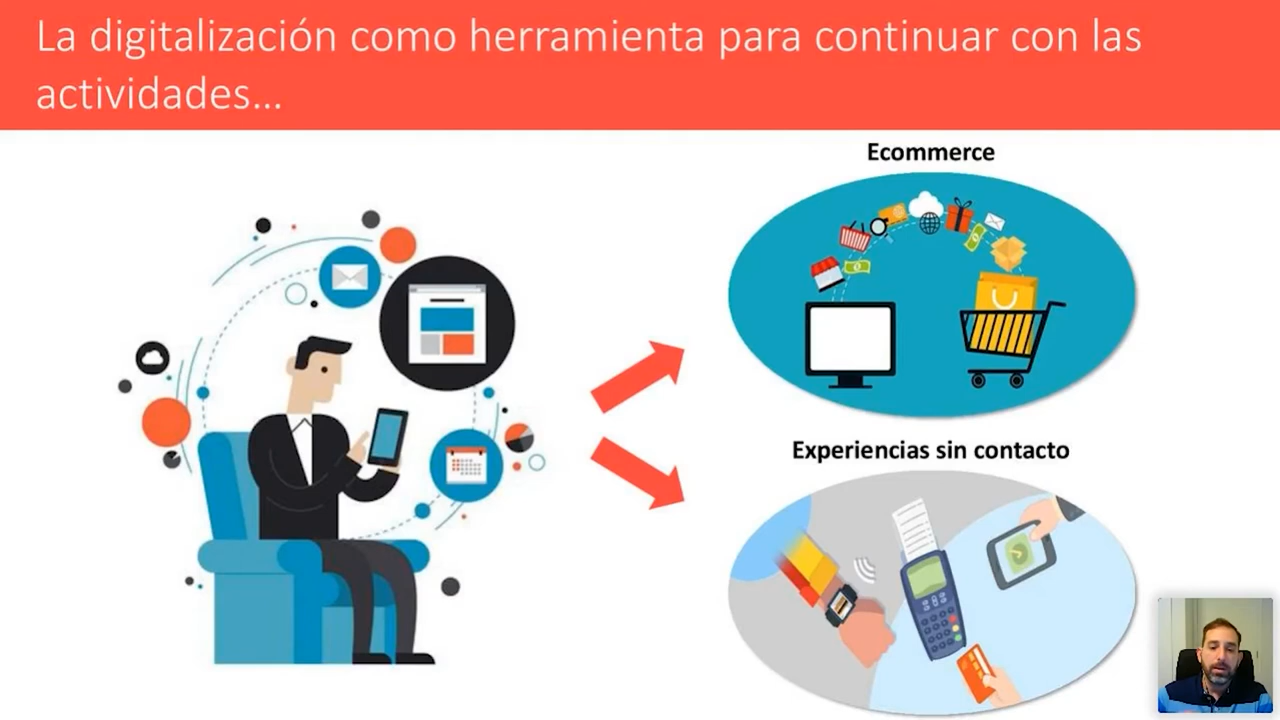 La digitalización como herramienta para continuar con las
actividades...
Ecommerce
Experiencias sin contacto